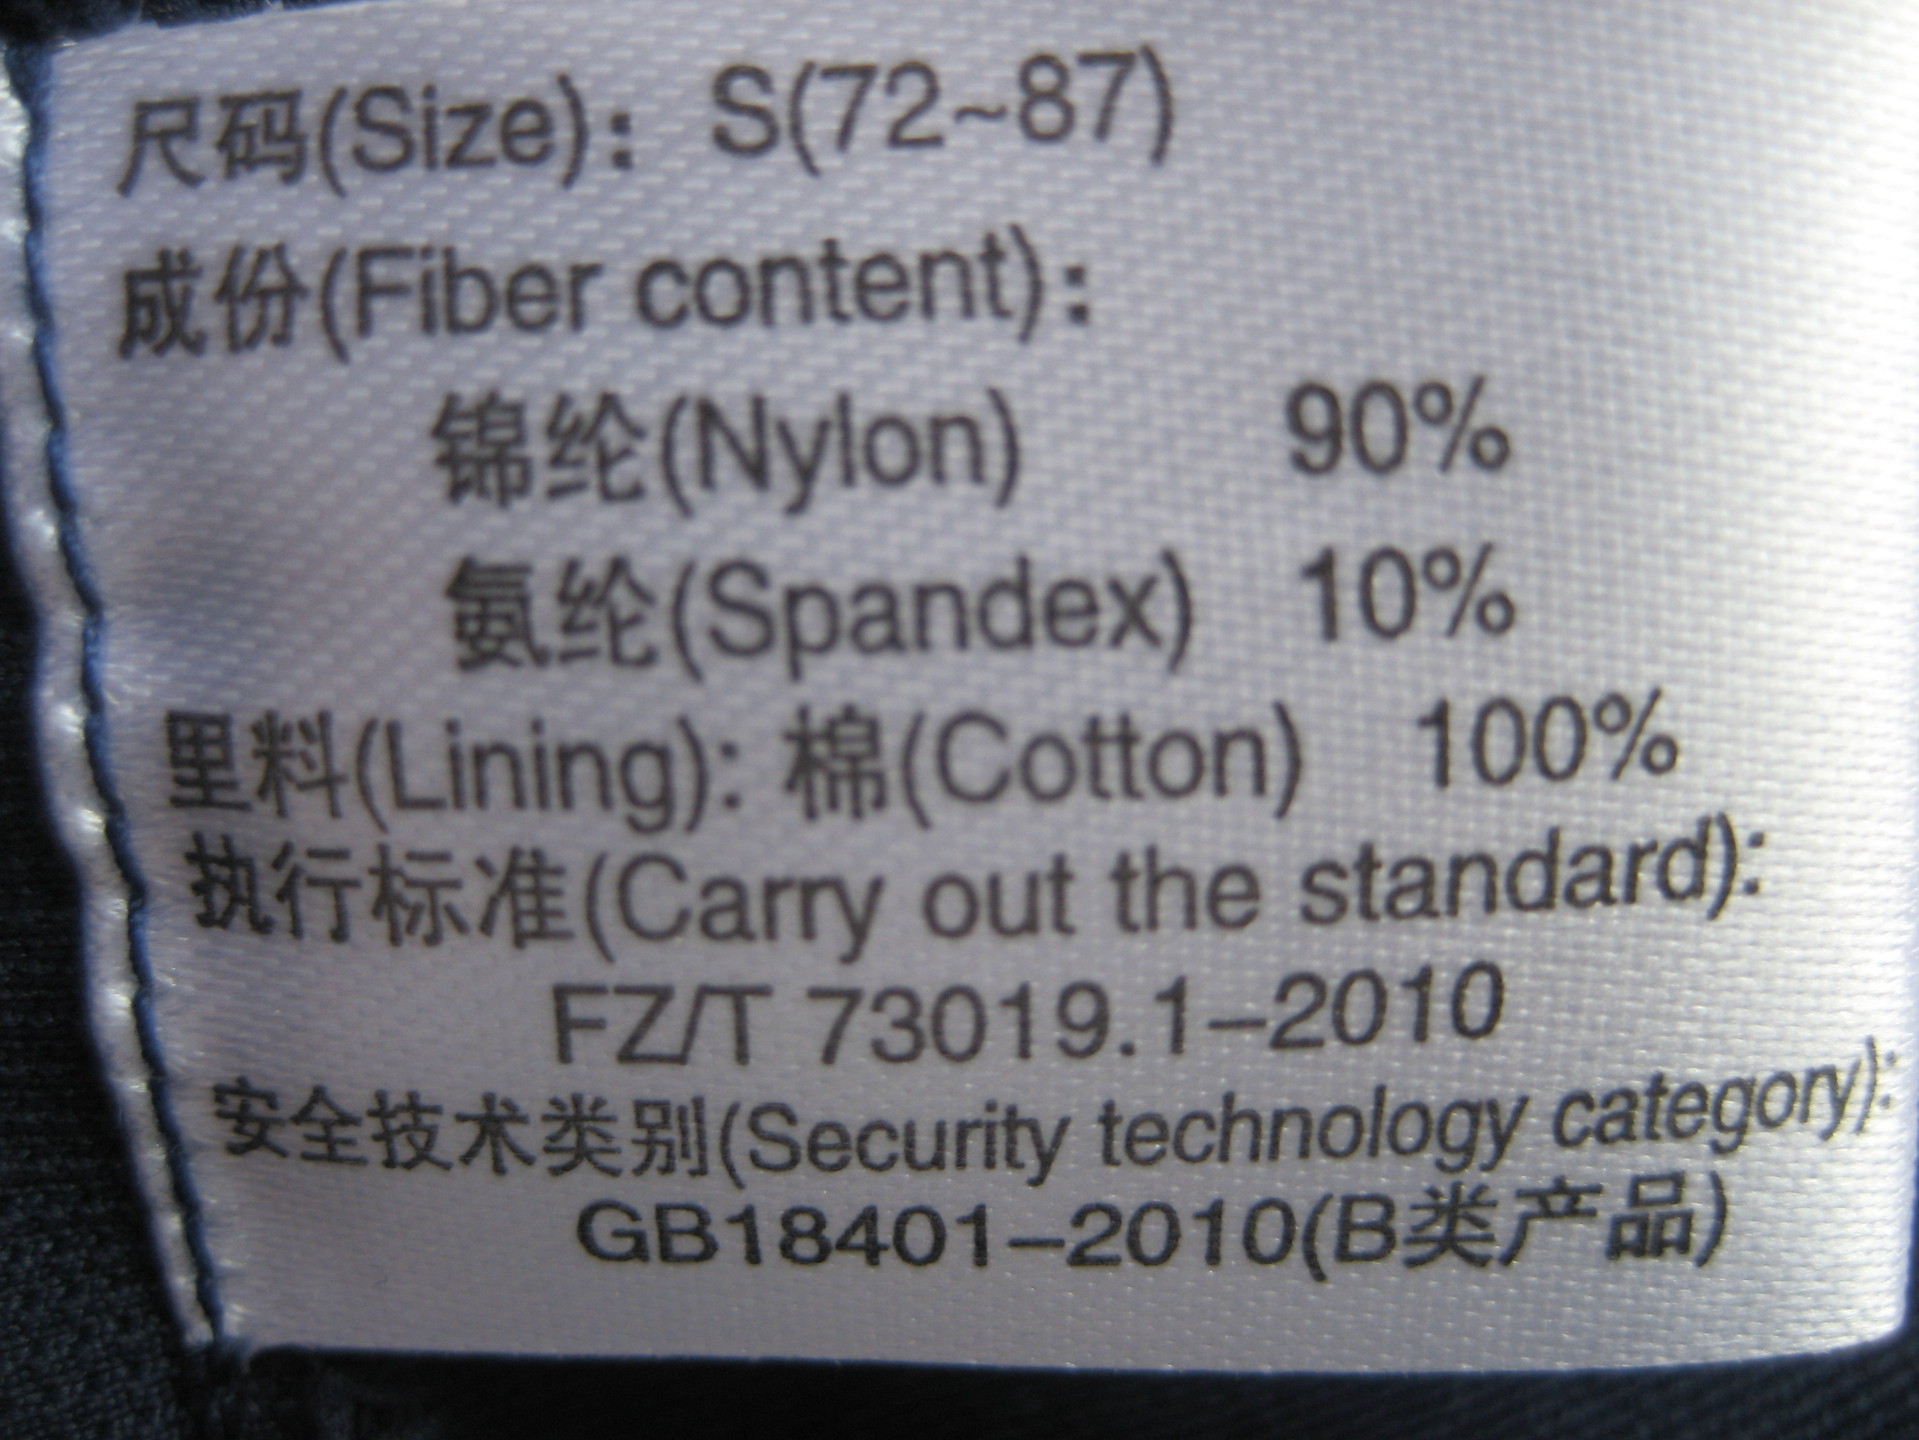 尺码(Size)：S(72~87)
成份(Fiber content)：
锦纶(Nylon) 90%
氨纶(Spandex) 10%
里料(Lining): 棉(Cotton) 100%
执行标准(Carry out the standard):
FZ/T 73019.1–2010
安全技术类别(Security technology category):
GB18401–2010(B类产品)